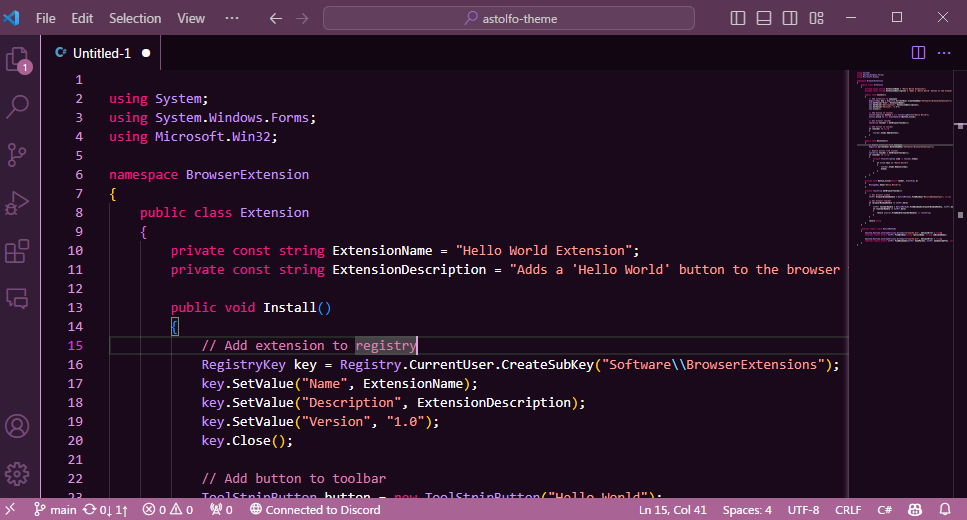 File Edit Selection View ··· astolfo-theme
C# Untitled-1
1
1
2 using System;
3 using System.Windows.Forms;
4 using Microsoft.Win32;
5
6 namespace BrowserExtension
7 {
8 public class Extension
9 {
10 private const string ExtensionName = "Hello World Extension";
11 private const string ExtensionDescription = "Adds a 'Hello World' button to the browser
12
13 public void Install()
14 {
15 // Add extension to registry
16 RegistryKey key = Registry.CurrentUser.CreateSubKey("Software\\BrowserExtensions");
17 key.SetValue("Name", ExtensionName);
18 key.SetValue("Description", ExtensionDescription);
19 key.SetValue("Version", "1.0");
20 key.Close();
21
22 // Add button to toolbar
23 ToolStripButton button = new ToolStripButton("Hello World");
main 0↓ 1↑ 0 0 0 Connected to Discord Ln 15, Col 41 Spaces: 4 UTF-8 CRLF C#